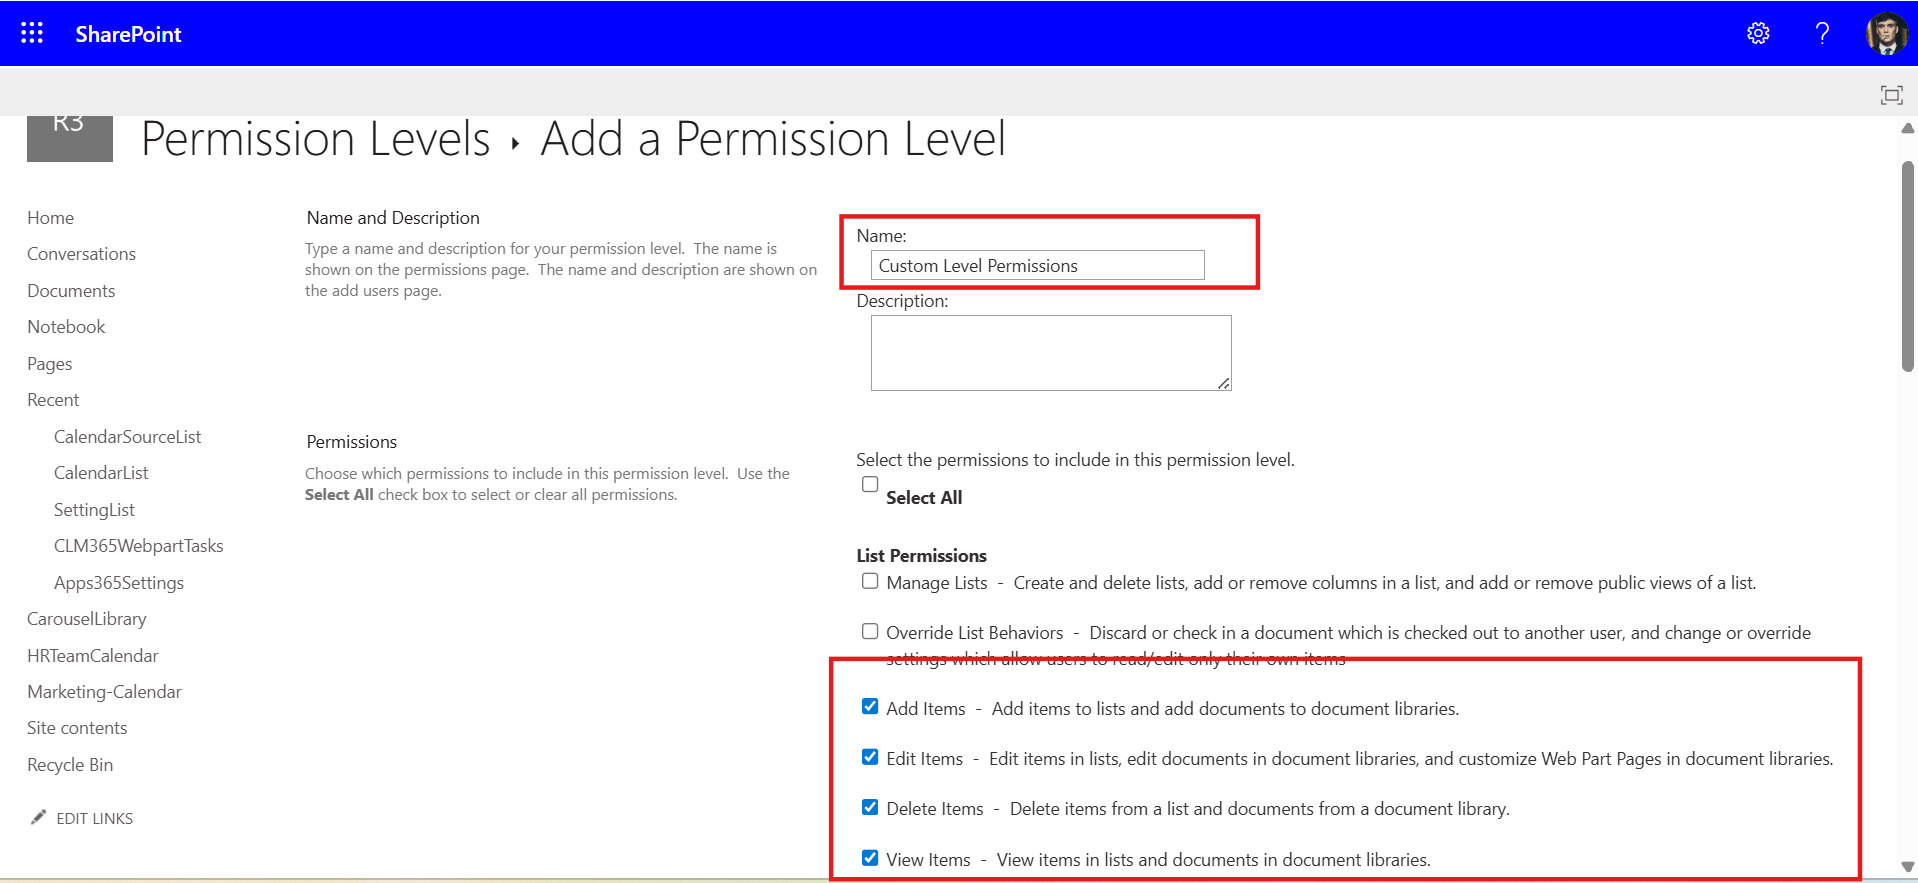 SharePoint
?
R3
Permission Levels ▸ Add a Permission Level
Home
Conversations
Documents
Notebook
Pages
Recent
CalendarSourceList
CalendarList
SettingList
CLM365WebpartTasks
Apps365Settings
CarouselLibrary
HRTeamCalendar
Marketing-Calendar
Site contents
Recycle Bin
EDIT LINKS
Name and Description
Type a name and description for your permission level. The name is
shown on the permissions page. The name and description are shown on
the add users page.
Name:
Custom Level Permissions
Description:
Permissions
Choose which permissions to include in this permission level. Use the
Select All check box to select or clear all permissions.
Select the permissions to include in this permission level.
Select All
List Permissions
Manage Lists - Create and delete lists, add or remove columns in a list, and add or remove public views of a list.
Override List Behaviors - Discard or check in a document which is checked out to another user, and change or override
settings which allow users to read/edit only their own items
Add Items - Add items to lists and add documents to document libraries.
Edit Items - Edit items in lists, edit documents in document libraries, and customize Web Part Pages in document libraries.
Delete Items - Delete items from a list and documents from a document library.
View Items - View items in lists and documents in document libraries.